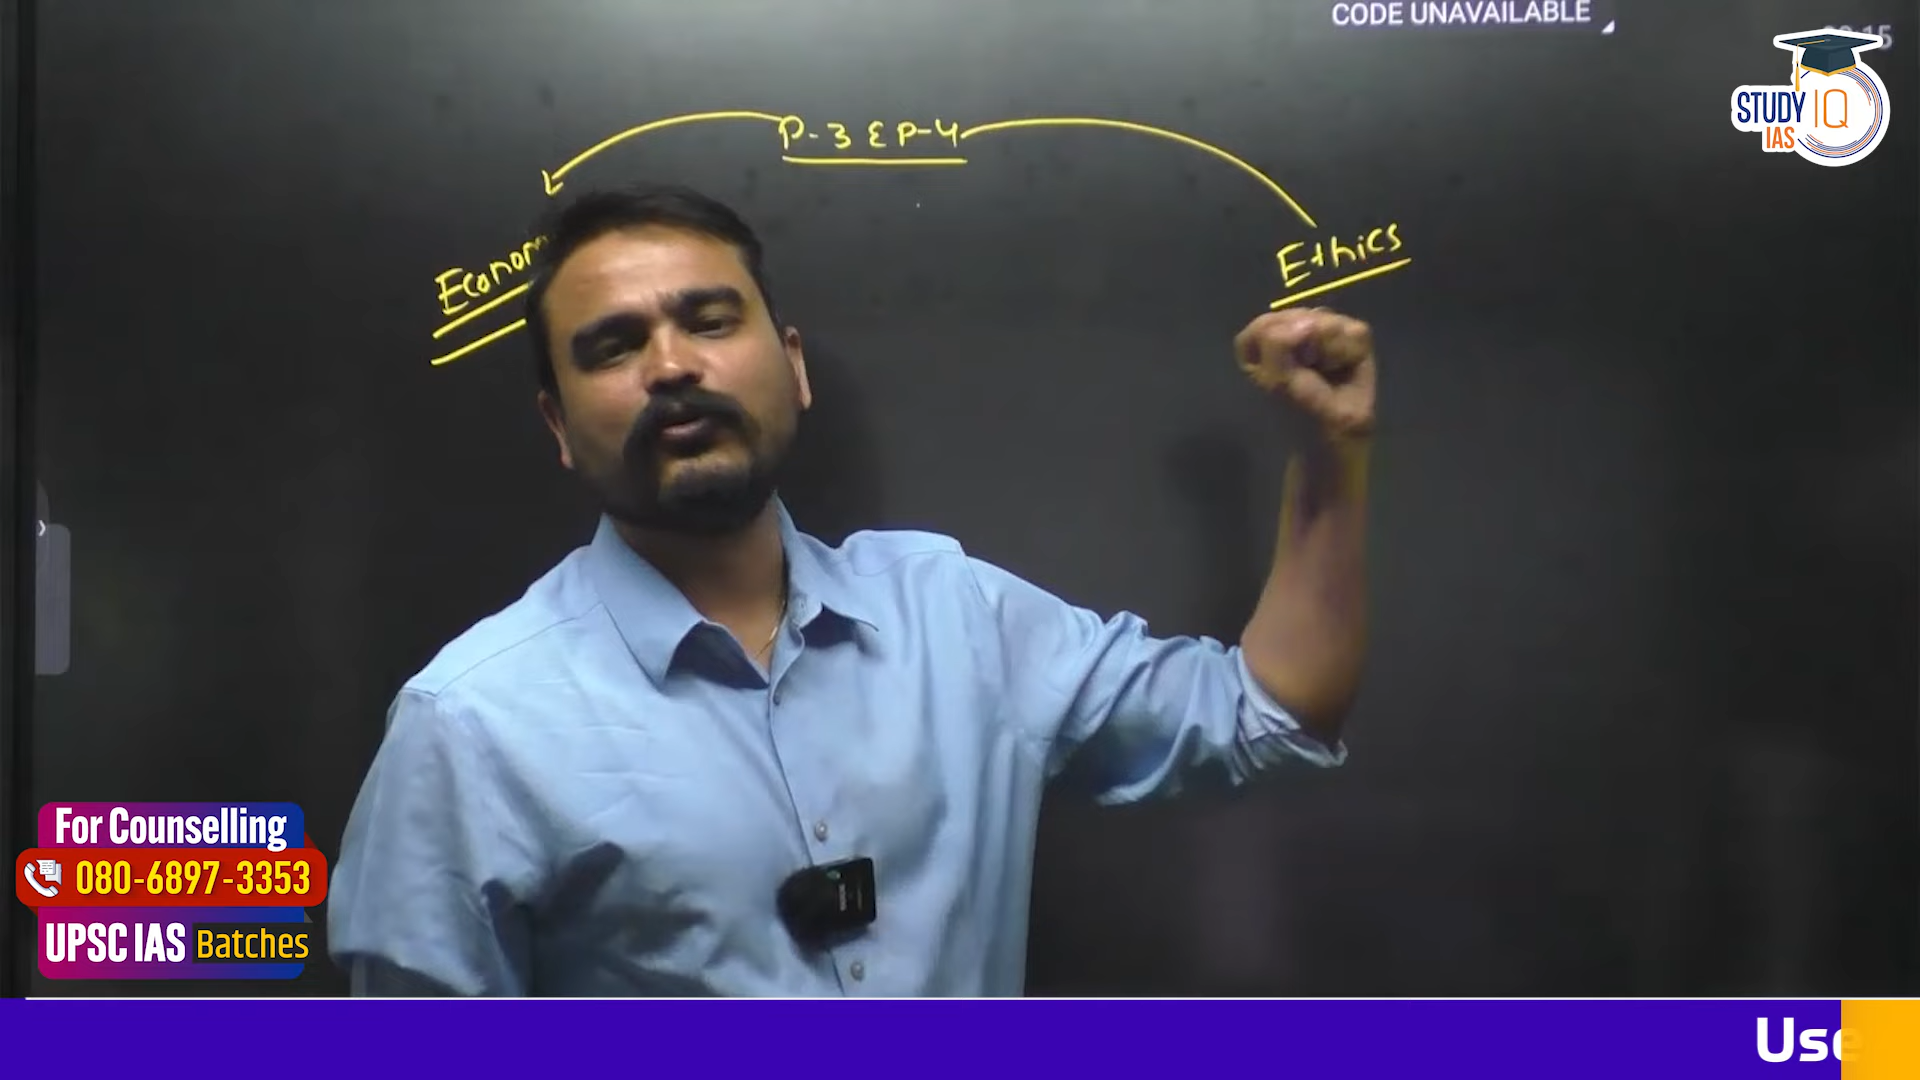 CODE UNAVAILABLE
STUDY IQ
IAS
P-3 & P-4
Ethics
For Counselling
080-6897-3353
UPSC IAS Batches